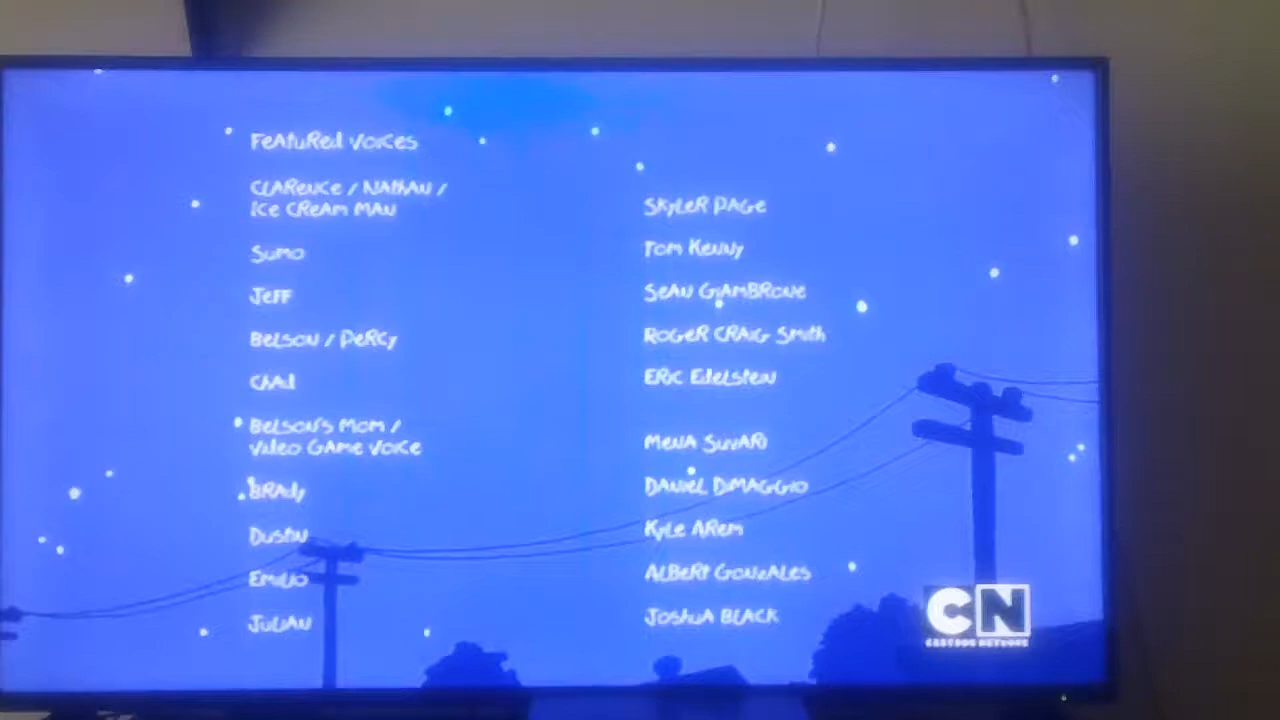 Featured Voices
Clarence / Nathan /
Ice Cream Man
Skyler Page
Sumo
Tom Kenny
Jeff
Sean Giambrone
Belson / Percy
Roger Craig Smith
Chad
Eric Edelstein
Belson's Mom /
Video Game Voice
Mena Suvari
Brady
Daniel DiMaggio
Dustin
Kyle Arem
Emilio
Albert Gonzales
Julian
Joshua Black
CN
CARTOON NETWORK